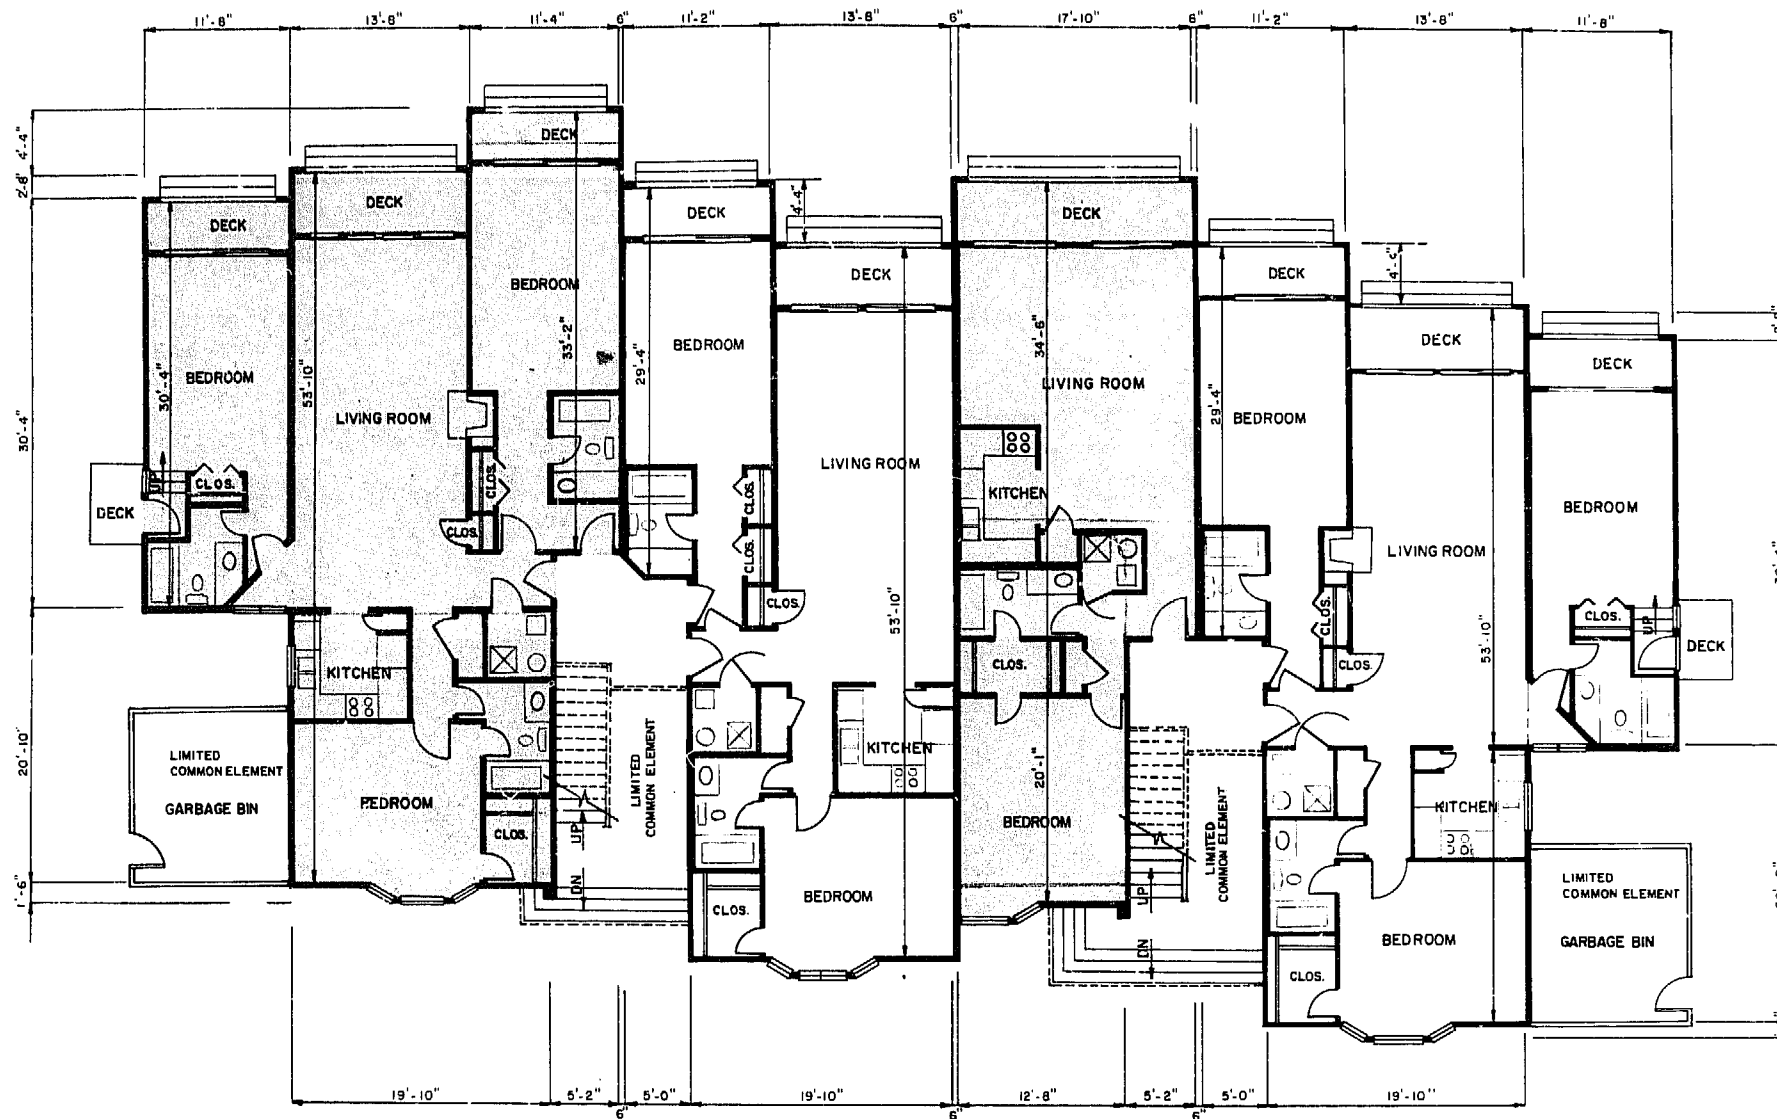 11'-8" 13'-8" 11'-4" 6" 11'-2" 13'-8" 6" 17'-10" 6" 11'-2" 13'-8" 11'-8"
4'-4"
2'-8"
30'-4"
20'-10"
1'-6"
DECK
DECK
DECK
DECK
4'-4"
DECK
DECK
DECK
4'-4"
DECK
DECK
BEDROOM
30'-4"
UP
CLOS.
DECK
53'-10"
LIVING ROOM
BEDROOM
33'-2"
CLOS.
CLOS.
BEDROOM
29'-4"
CLOS.
CLOS.
CLOS.
LIVING ROOM
53'-10"
34'-6"
LIVING ROOM
KITCHEN
BEDROOM
29'-4"
CLOS.
CLOS.
LIVING ROOM
53'-10"
BEDROOM
CLOS.
UP
DECK
KITCHEN
LIMITED
COMMON ELEMENT
GARBAGE BIN
BEDROOM
CLOS.
UP
DN
LIMITED
COMMON ELEMENT
KITCHEN
CLOS.
BEDROOM
CLOS.
20'-1"
BEDROOM
UP
DN
LIMITED
COMMON ELEMENT
KITCHEN
CLOS.
BEDROOM
LIMITED
COMMON ELEMENT
GARBAGE BIN
19'-10" 5'-2" 6" 5'-0" 19'-10" 6" 12'-8" 5'-2" 6" 5'-0" 19'-10"